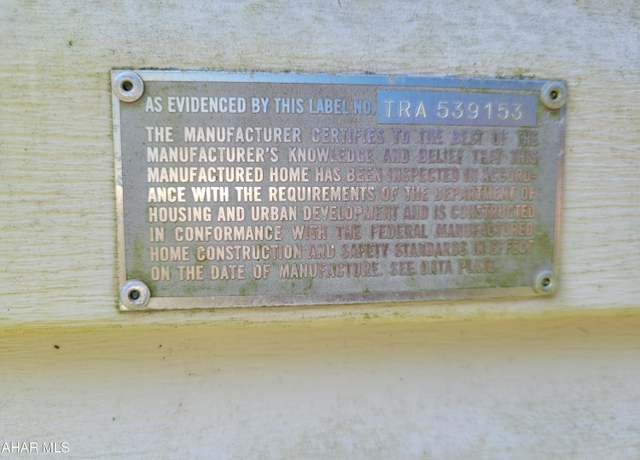 AS EVIDENCED BY THIS LABEL NO. TRA 539153
THE MANUFACTURER CERTIFIES TO THE BEST OF THE
MANUFACTURER'S KNOWLEDGE AND BELIEF THAT THIS
MANUFACTURED HOME HAS BEEN INSPECTED IN ACCORD-
ANCE WITH THE REQUIREMENTS OF THE DEPARTMENT OF
HOUSING AND URBAN DEVELOPMENT AND IS CONSTRUCTED
IN CONFORMANCE WITH THE FEDERAL MANUFACTURED
HOME CONSTRUCTION AND SAFETY STANDARDS IN EFFECT
ON THE DATE OF MANUFACTURE. SEE DATA PLATE.
AHAR MLS